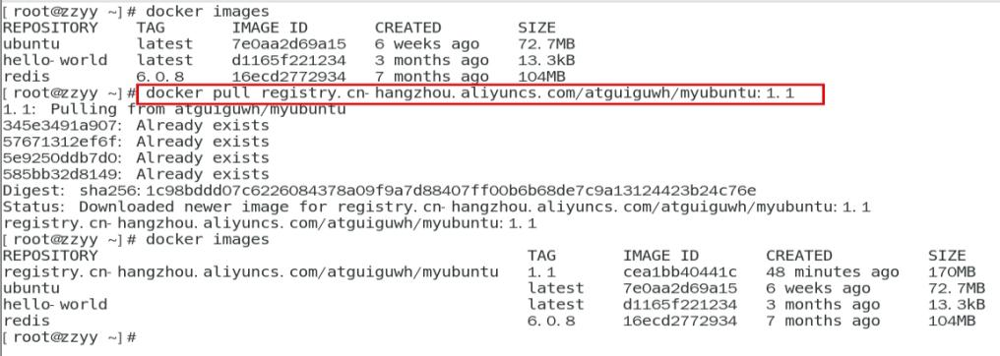 [root@zzyy ~]# docker images
REPOSITORY TAG IMAGE ID CREATED SIZE
ubuntu latest 7e0aa2d69a15 6 weeks ago 72.7MB
hello-world latest d1165f221234 3 months ago 13.3kB
redis 6.0.8 16ecd2772934 7 months ago 104MB
[root@zzyy ~]# docker pull registry.cn-hangzhou.aliyuncs.com/atguiguwh/myubuntu:1.1
1.1: Pulling from atguiguwh/myubuntu
345e3491a907: Already exists
57671312ef6f: Already exists
5e9250ddb7d0: Already exists
585bb32d8149: Already exists
Digest: sha256:1c98bddd07c6226084378a09f9a7d88407ff00b6b68de7c9a13124423b24c76e
Status: Downloaded newer image for registry.cn-hangzhou.aliyuncs.com/atguiguwh/myubuntu:1.1
registry.cn-hangzhou.aliyuncs.com/atguiguwh/myubuntu:1.1
[root@zzyy ~]# docker images
REPOSITORY TAG IMAGE ID CREATED SIZE
registry.cn-hangzhou.aliyuncs.com/atguiguwh/myubuntu 1.1 cea1bb40441c 48 minutes ago 170MB
ubuntu latest 7e0aa2d69a15 6 weeks ago 72.7MB
hello-world latest d1165f221234 3 months ago 13.3kB
redis 6.0.8 16ecd2772934 7 months ago 104MB
[root@zzyy ~]#